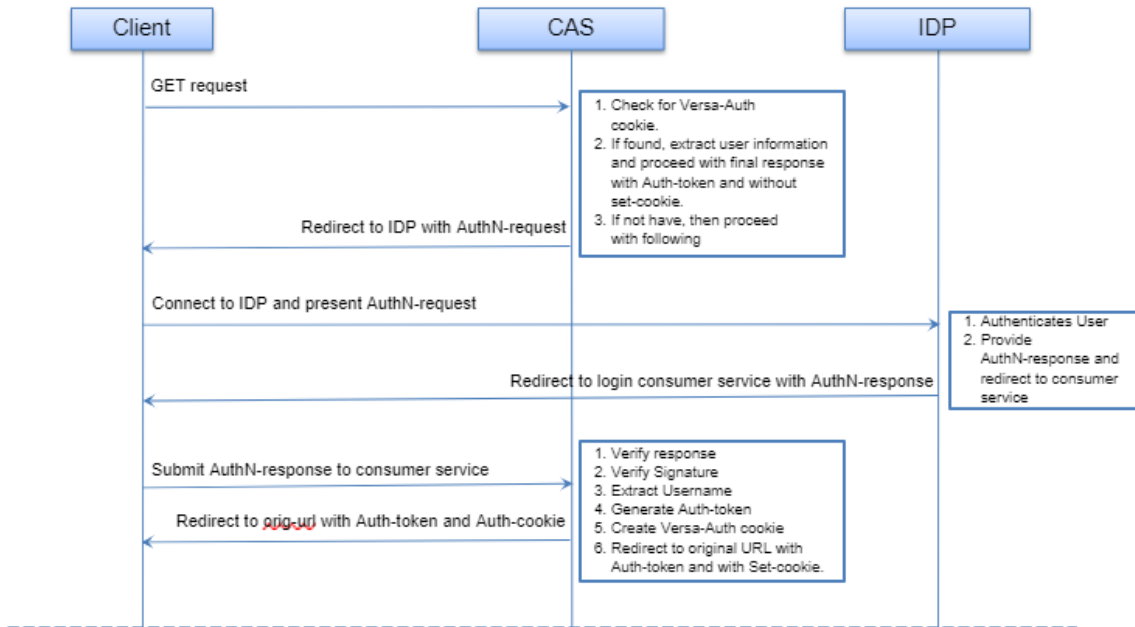 Client
CAS
IDP
GET request
1. Check for Versa-Auth
cookie.
2. If found, extract user information
and proceed with final response
with Auth-token and without
set-cookie.
3. If not have, then proceed
with following
Redirect to IDP with AuthN-request
Connect to IDP and present AuthN-request
1. Authenticates User
2. Provide
AuthN-response and
redirect to consumer
service
Redirect to login consumer service with AuthN-response
Submit AuthN-response to consumer service
1. Verify response
2. Verify Signature
3. Extract Username
4. Generate Auth-token
5. Create Versa-Auth cookie
6. Redirect to original URL with
Auth-token and with Set-cookie.
Redirect to orig-url with Auth-token and Auth-cookie